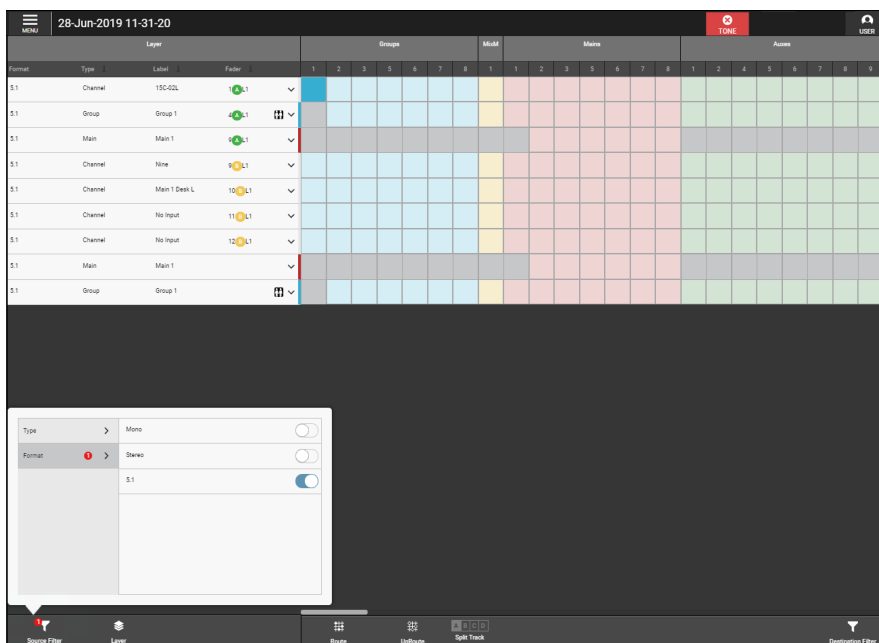 MENU 28-Jun-2019 11-31-20 TONE USER
Layer Groups MixM Mains Auxes
Format Type Label Fader 1 2 3 5 6 7 8 1 1 2 3 5 6 7 8 1 2 4 5 6 7 8 9
5.1 Channel 15C-02L 1 A L1
5.1 Group Group 1 4 A L1
5.1 Main Main 1 9 A L1
5.1 Channel Nine 9 B L1
5.1 Channel Main 1 Desk L 10 B L1
5.1 Channel No Input 11 B L1
5.1 Channel No Input 12 B L1
5.1 Main Main 1
5.1 Group Group 1
Type Mono
Format 1 Stereo
5.1
1 A B C D
Source Filter Layer Route UnRoute Split Track Destination Filter